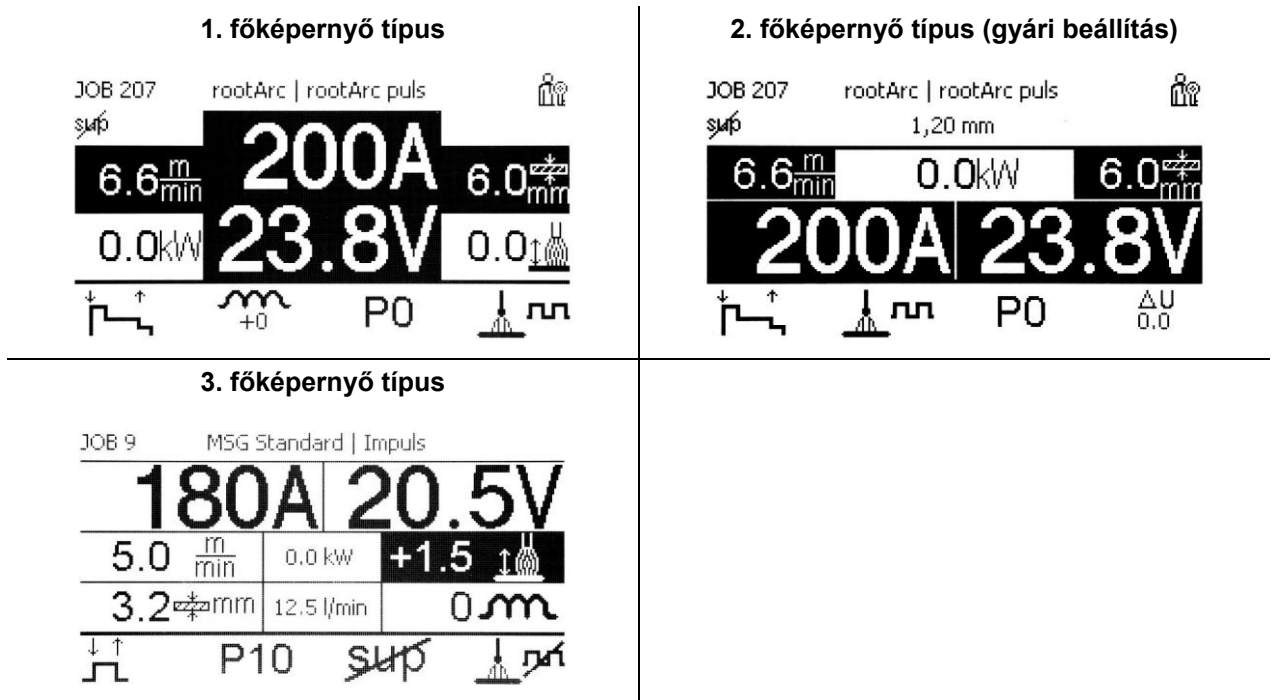 1. főképernyő típus
JOB 207 rootArc | rootArc puls
sup
200A
6.6 m/min
6.0 mm
0.0kW
23.8V
0.0
+0
P0
2. főképernyő típus (gyári beállítás)
JOB 207 rootArc | rootArc puls
sup 1,20 mm
6.6 m/min 0.0kW 6.0 mm
200A 23.8V
P0 ΔU
0.0
3. főképernyő típus
JOB 9 MSG Standard | Impuls
180A 20.5V
5.0 m/min 0.0 kW +1.5
3.2 mm 12.5 l/min 0
P10 sup